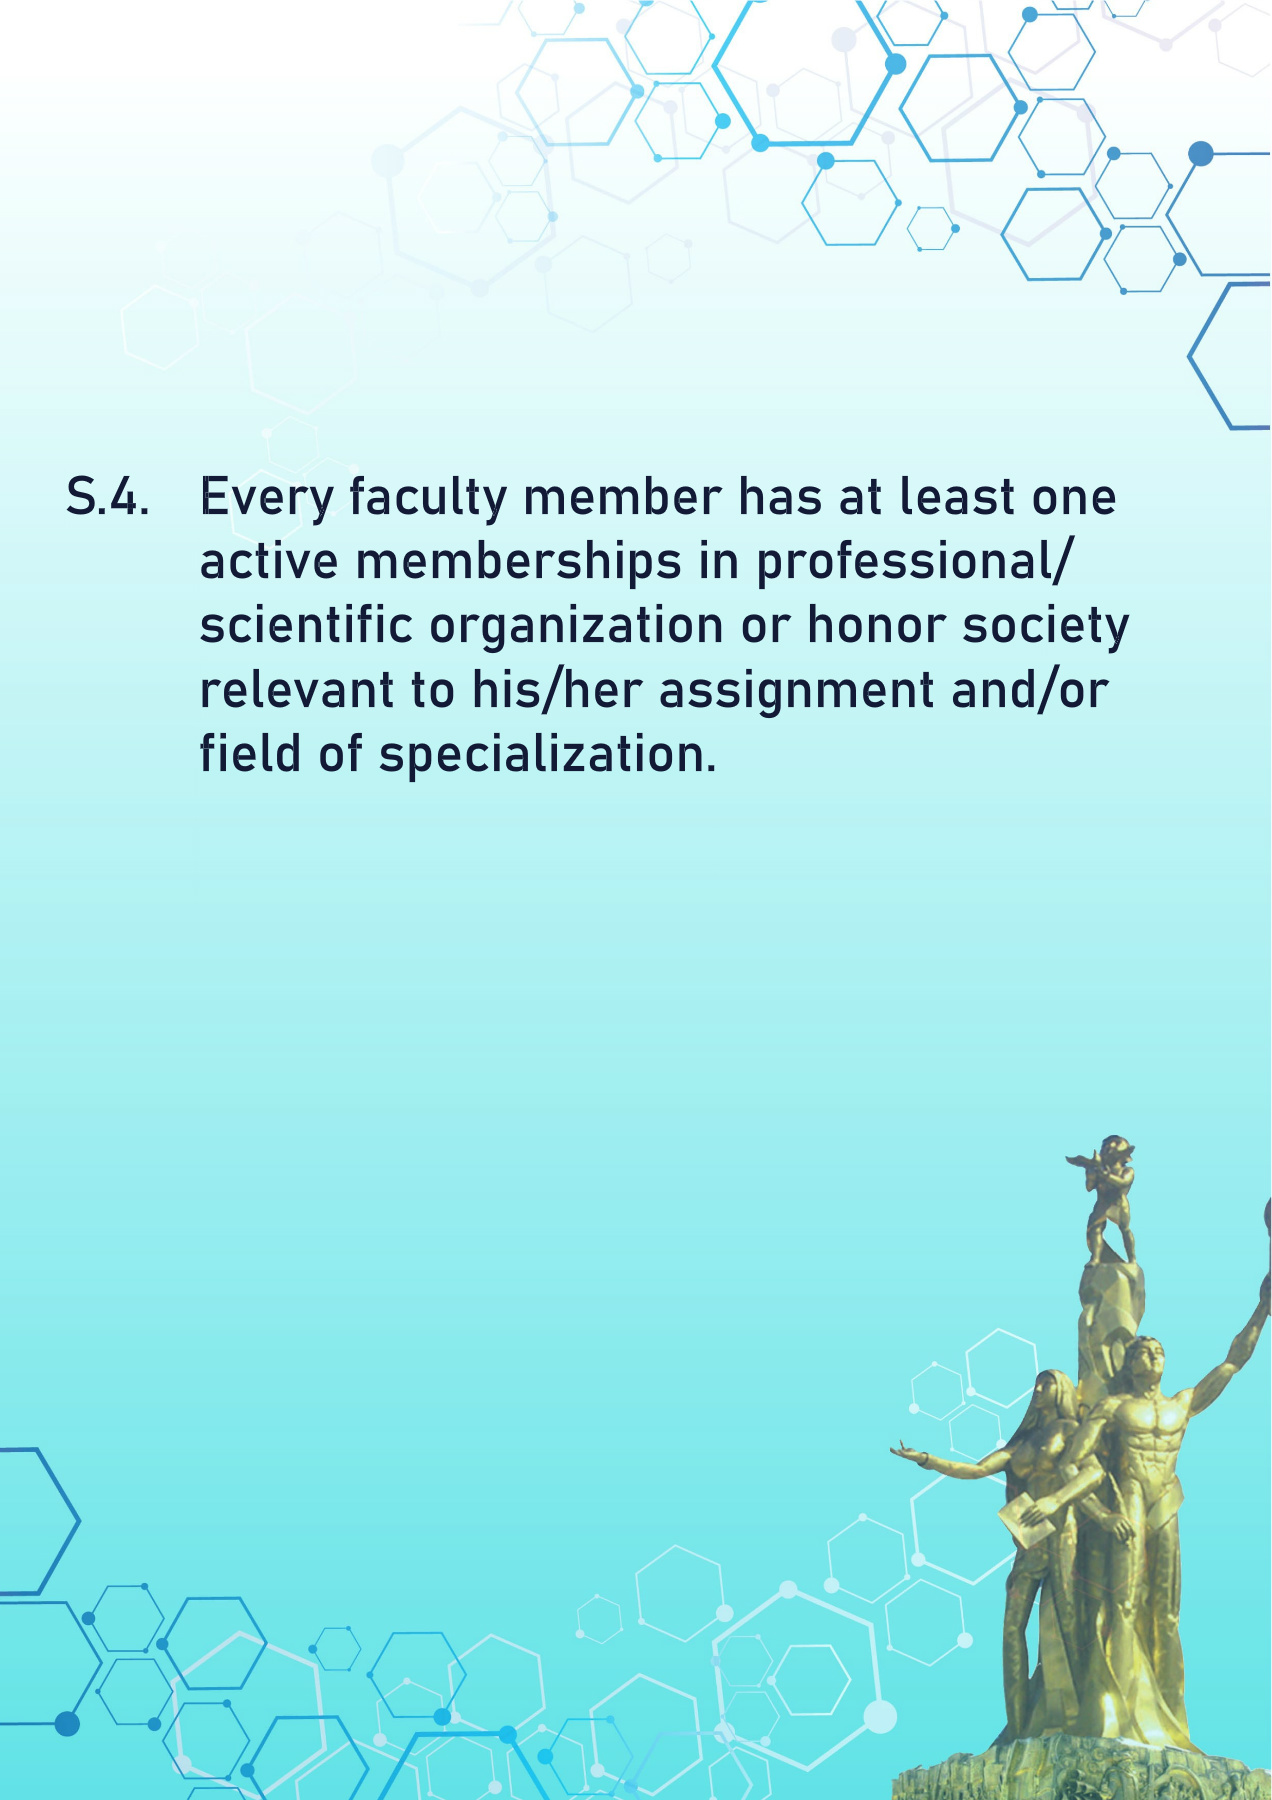 S.4. Every faculty member has at least one
active memberships in professional/
scientific organization or honor society
relevant to his/her assignment and/or
field of specialization.